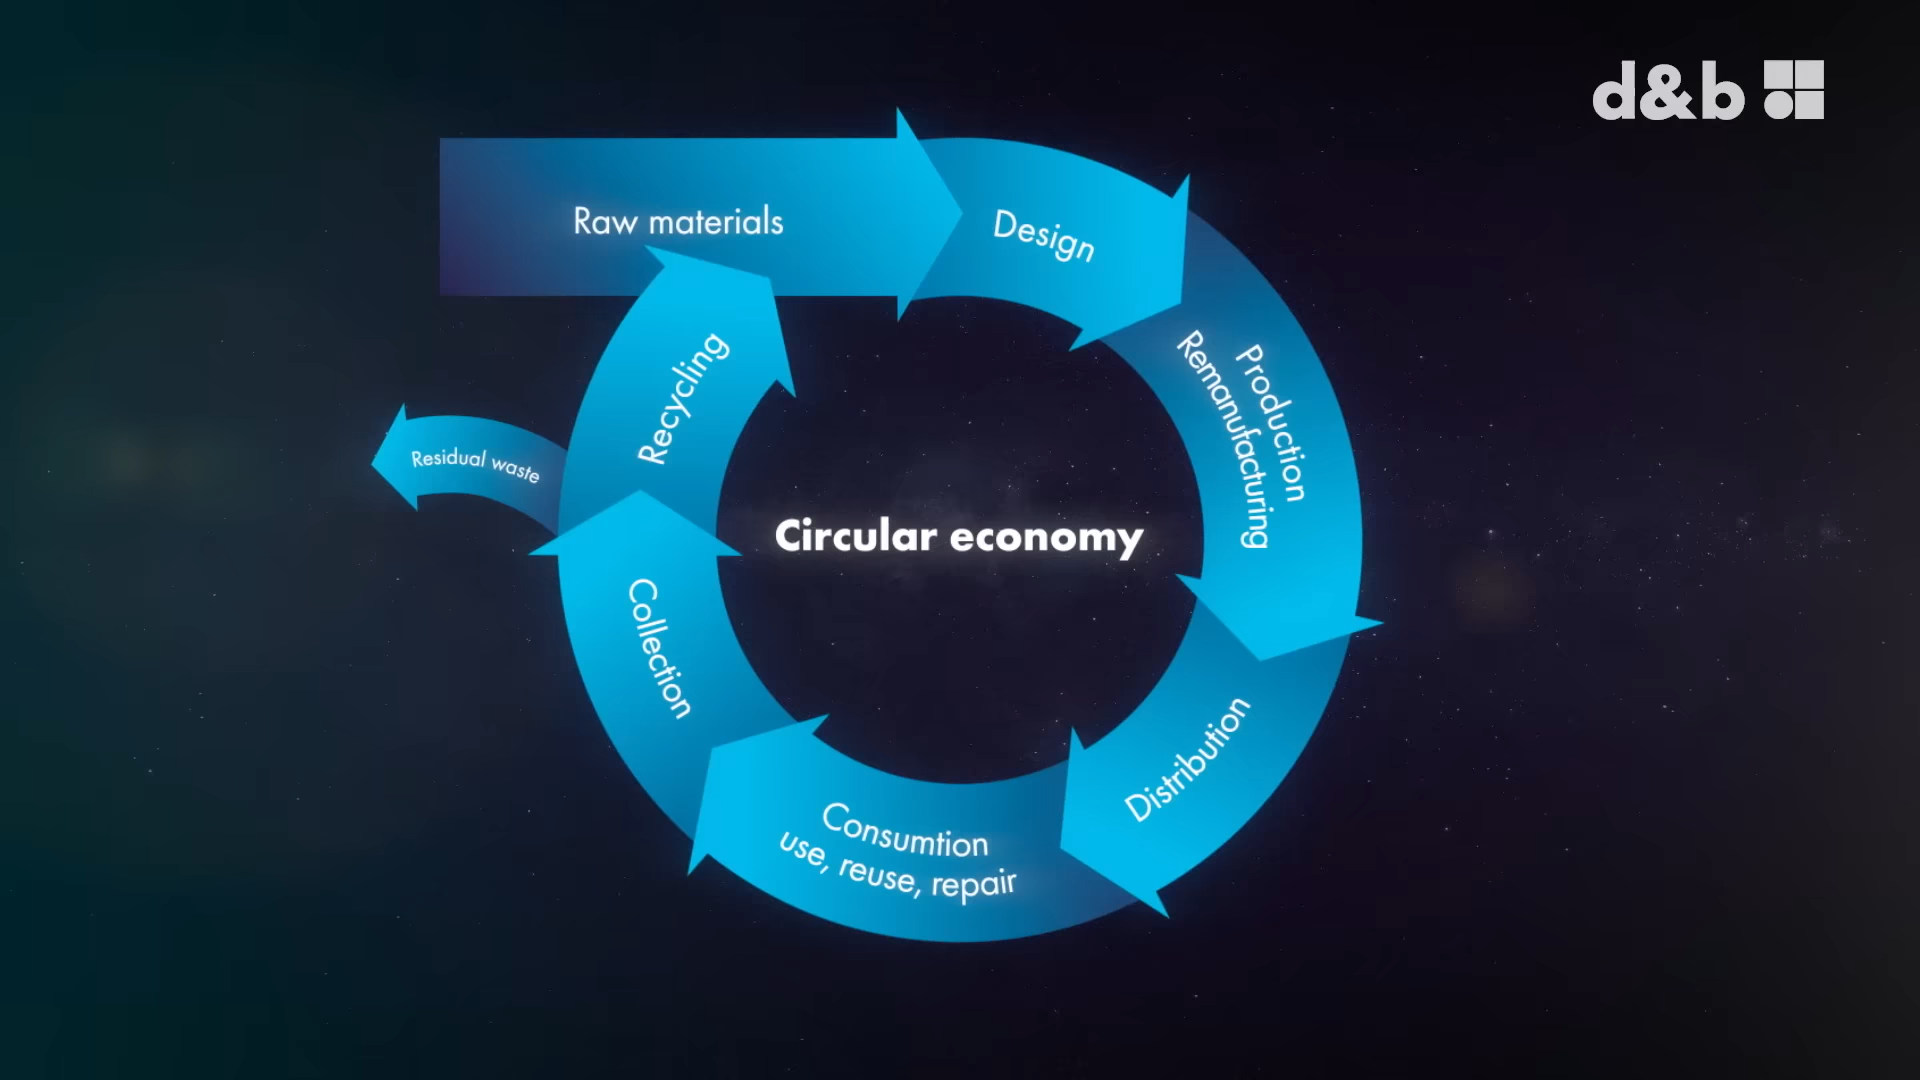 d&b
Raw materials
Design
Production
Remanufacturing
Distribution
Consumtion
use, reuse, repair
Collection
Recycling
Residual waste
Circular economy